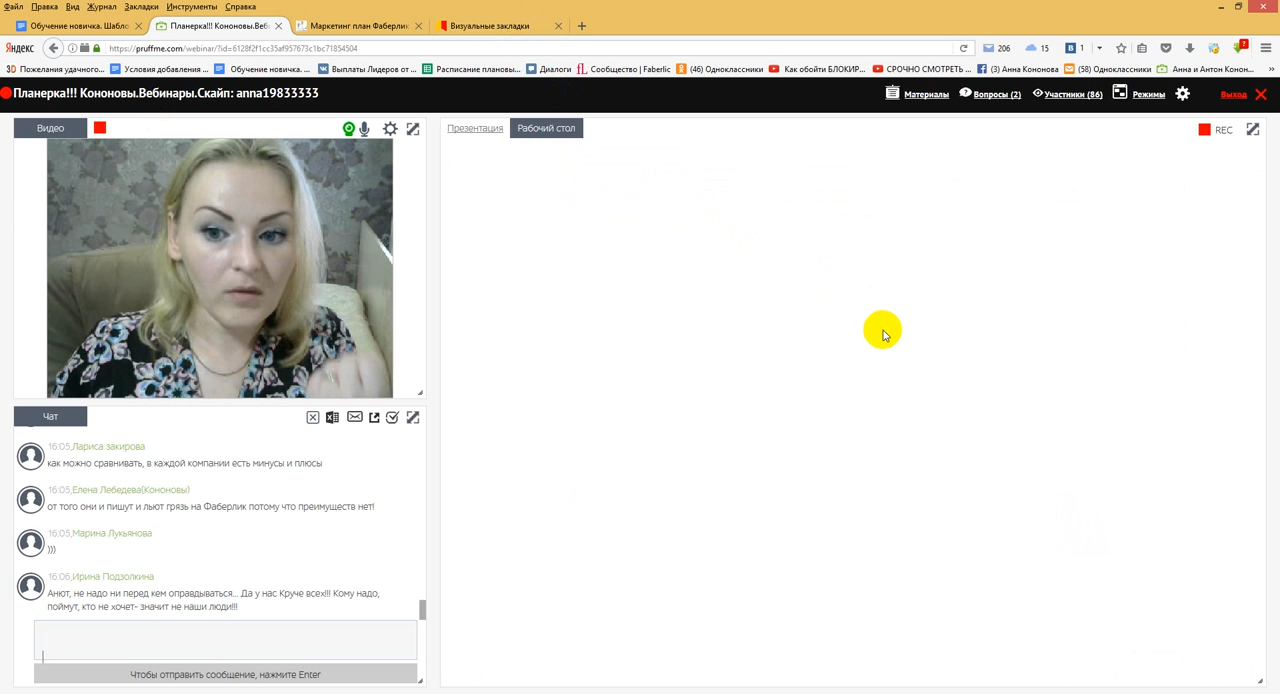 Файл Правка Вид Журнал Закладки Инструменты Справка
Обучение новичка. Шабло
Планерка!!! Кононовы.Веб
Маркетинг план Фаберлик
Визуальные закладки
Яндекс
https://pruffme.com/webinar/?id=6128f2f1cc35af957673c1bc71854504
206
15
1
Пожелания удачного...
Условия добавления ...
Обучение новичка....
Выплаты Лидеров от ...
Расписание плановы...
Диалоги
Сообщество | Faberlic
(46) Одноклассники
Как обойти БЛОКИР...
СРОЧНО СМОТРЕТЬ ...
(3) Анна Кононова
(58) Одноклассники
Анна и Антон Конон...
Планерка!!! Кононовы.Вебинары.Скайп: anna19833333
Материалы
Вопросы (2)
Участники (86)
Режимы
Выход
Видео
Презентация
Рабочий стол
REC
Чат
16:05,Лариса закирова
как можно сравнивать, в каждой компании есть минусы и плюсы
16:05,Елена Лебедева(Кононовы)
от того они и пишут и льют грязь на Фаберлик потому что преимуществ нет!
16:05,Марина Лукьянова
)))
16:06,Ирина Подзолкина
Анют, не надо ни перед кем оправдываться... Да у нас Круче всех!!! Кому надо,
поймут, кто не хочет- значит не наши люди!!!
Чтобы отправить сообщение, нажмите Enter